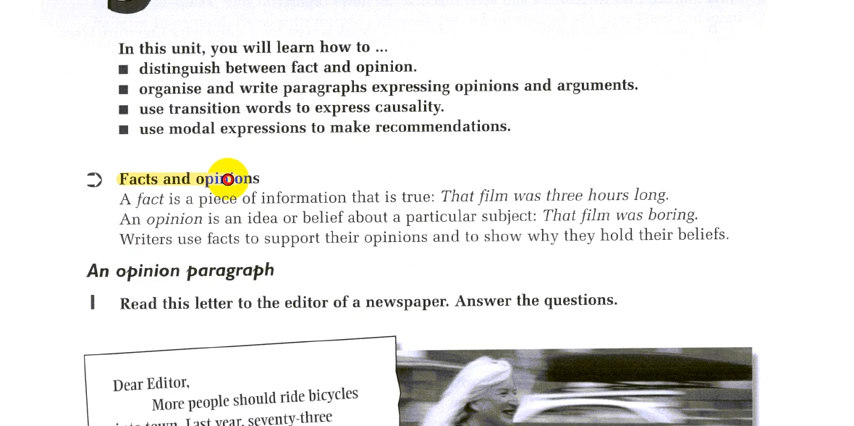 In this unit, you will learn how to ...
■ distinguish between fact and opinion.
■ organise and write paragraphs expressing opinions and arguments.
■ use transition words to express causality.
■ use modal expressions to make recommendations.
Facts and opinions
A fact is a piece of information that is true: That film was three hours long.
An opinion is an idea or belief about a particular subject: That film was boring.
Writers use facts to support their opinions and to show why they hold their beliefs.
An opinion paragraph
1 Read this letter to the editor of a newspaper. Answer the questions.
Dear Editor,
More people should ride bicycles
into town. Last year, seventy-three